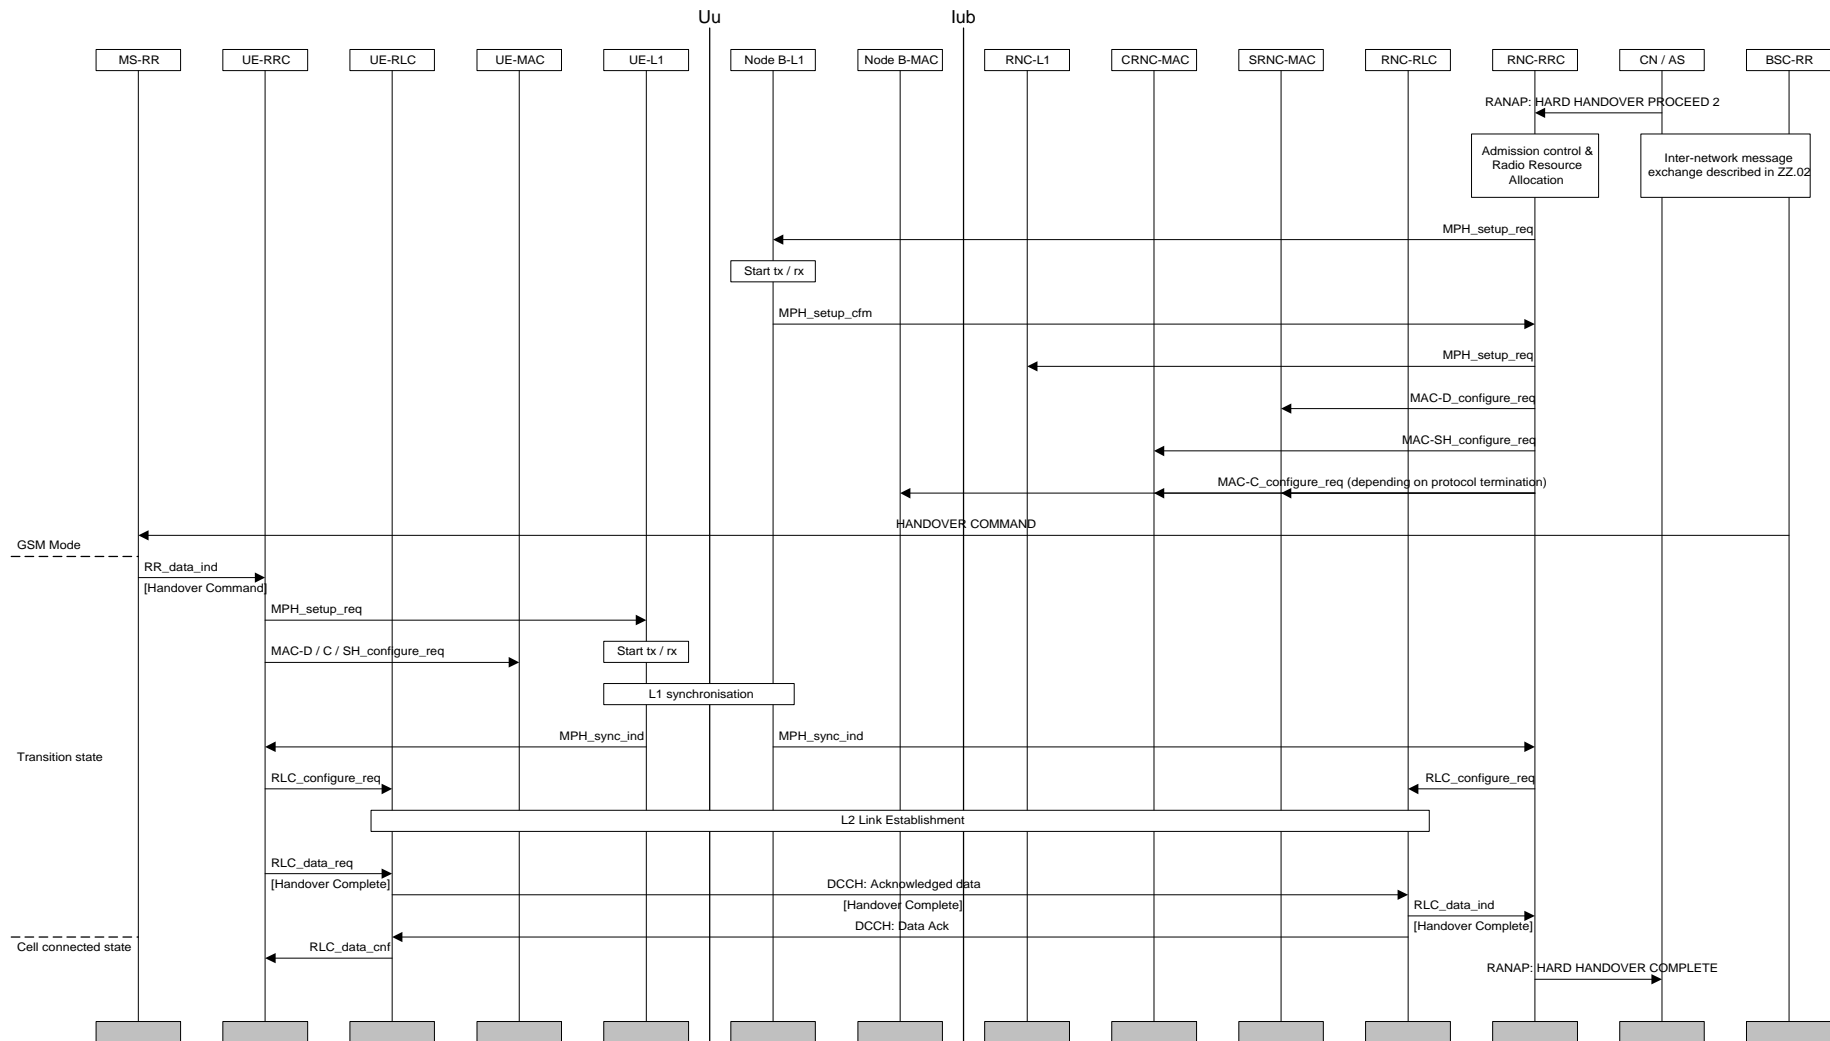 Uu
Iub
MS-RR
UE-RRC
UE-RLC
UE-MAC
UE-L1
Node B-L1
Node B-MAC
RNC-L1
CRNC-MAC
SRNC-MAC
RNC-RLC
RNC-RRC
CN / AS
BSC-RR
RANAP: HARD HANDOVER PROCEED 2
Admission control &
Radio Resource
Allocation
Inter-network message
exchange described in ZZ.02
MPH_setup_req
Start tx / rx
MPH_setup_cfm
MPH_setup_req
MAC-D_configure_req
MAC-SH_configure_req
MAC-C_configure_req (depending on protocol termination)
HANDOVER COMMAND
GSM Mode
RR_data_ind
[Handover Command]
MPH_setup_req
MAC-D / C / SH_configure_req
Start tx / rx
L1 synchronisation
MPH_sync_ind
MPH_sync_ind
Transition state
RLC_configure_req
RLC_configure_req
L2 Link Establishment
RLC_data_req
[Handover Complete]
DCCH: Acknowledged data
[Handover Complete]
RLC_data_ind
[Handover Complete]
DCCH: Data Ack
Cell connected state
RLC_data_cnf
RANAP: HARD HANDOVER COMPLETE